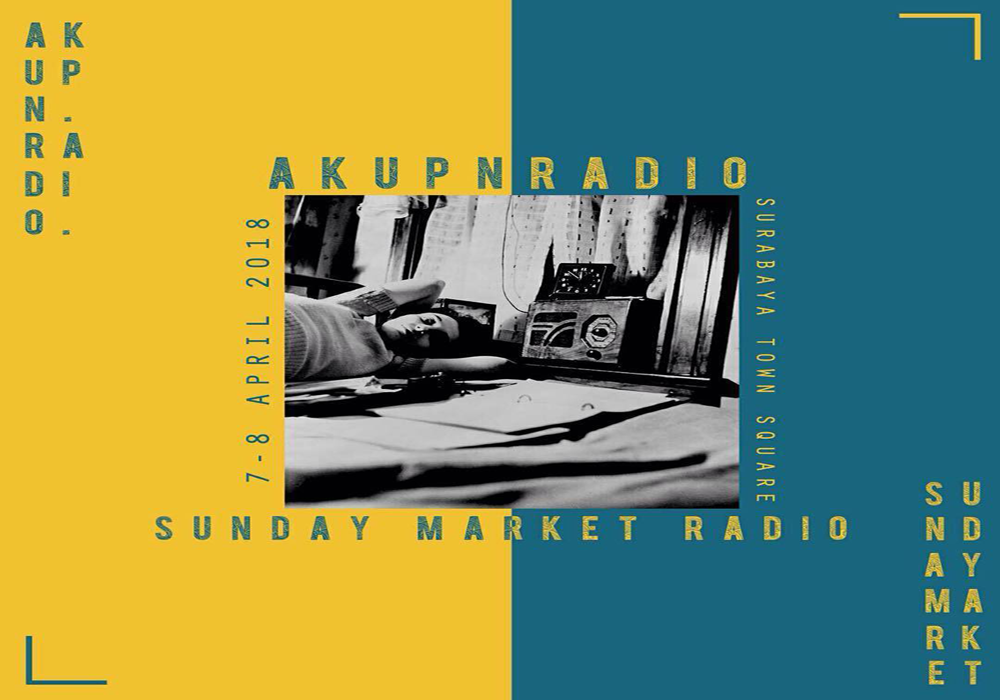 A K
U P
N .
R A
D I
O .
AKUPNRADIO
7-8 APRIL 2018
SURABAYA TOWN SQUARE
SUNDAY MARKET RADIO
S U
N D
A Y
M A
R K
E T